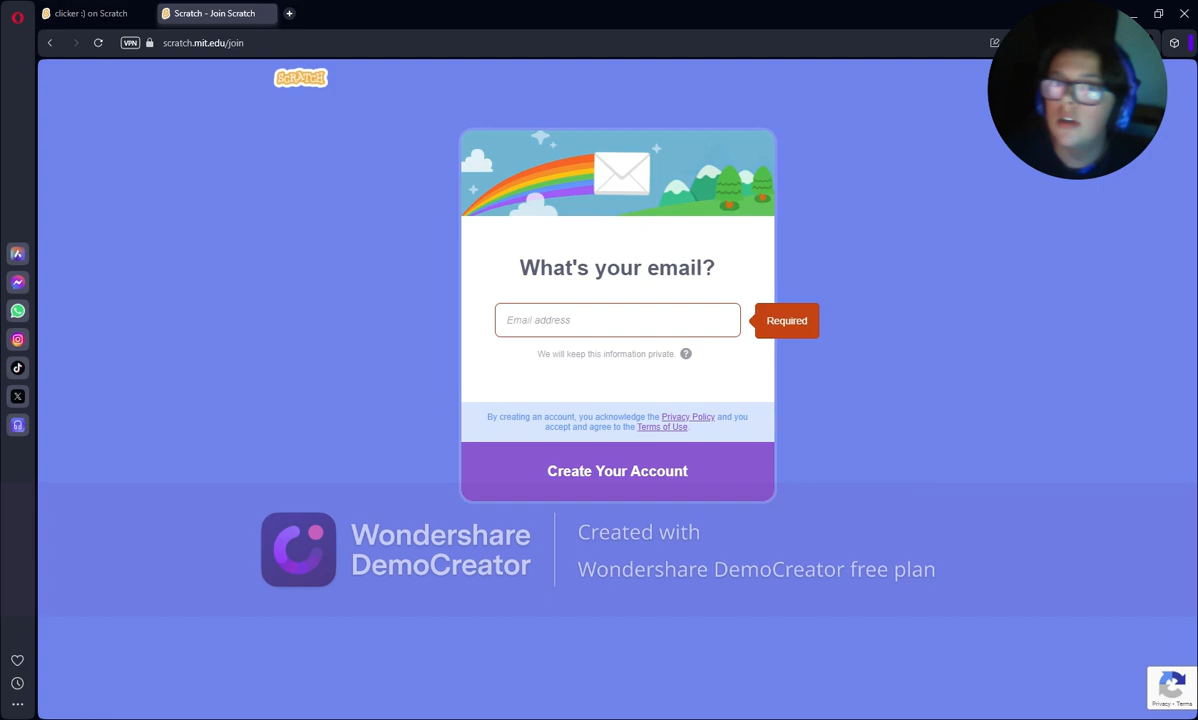 clicker :) on Scratch
Scratch - Join Scratch
VPN
scratch.mit.edu/join
SCRATCH
What's your email?
Email address
Required
We will keep this information private.
?
By creating an account, you acknowledge the Privacy Policy and you
accept and agree to the Terms of Use.
Create Your Account
Wondershare
DemoCreator
Created with
Wondershare DemoCreator free plan
Privacy - Terms